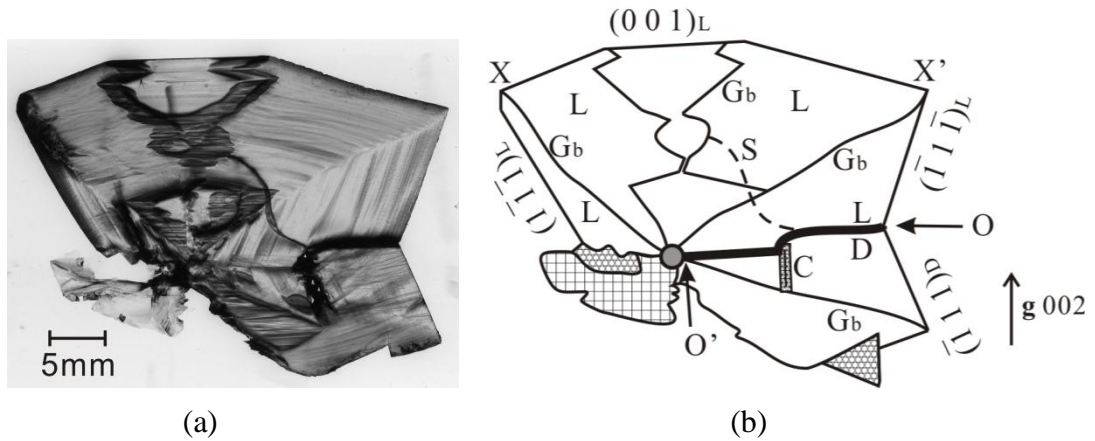 (a)
5mm
(b)
(0 0 1)L
X
X'
L
Gb
L
Gb
S
Gb
(1 1̄ 1̄)L
(1̄ 1 1̄)L
L
L
D
O
C
O'
Gb
(1̄ 1 1)D
g 002